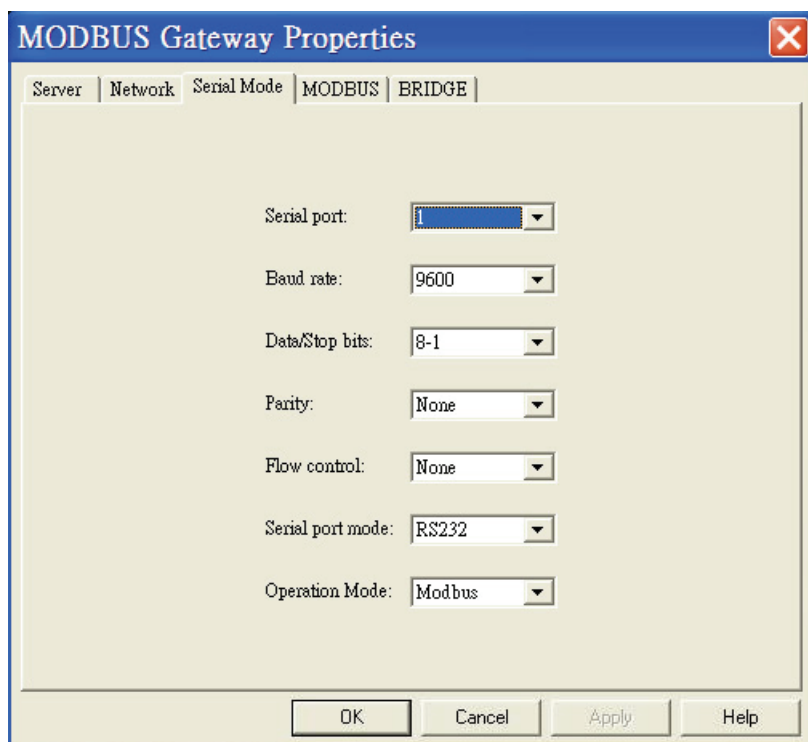 MODBUS Gateway Properties
Server Network Serial Mode MODBUS BRIDGE
Serial port: 1
Baud rate: 9600
Data/Stop bits: 8-1
Parity: None
Flow control: None
Serial port mode: RS232
Operation Mode: Modbus
OK Cancel Apply Help